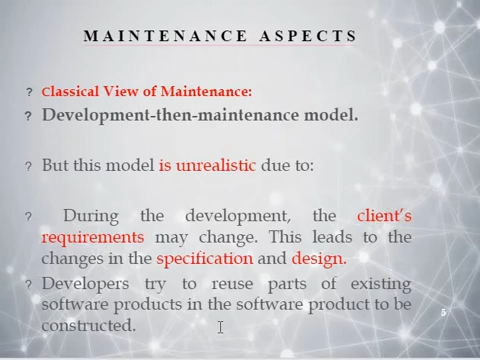 MAINTENANCE ASPECTS
? Classical View of Maintenance:
? Development-then-maintenance model.
? But this model is unrealistic due to:
? During the development, the client's
requirements may change. This leads to the
changes in the specification and design.
? Developers try to reuse parts of existing
software products in the software product to be
constructed.
5